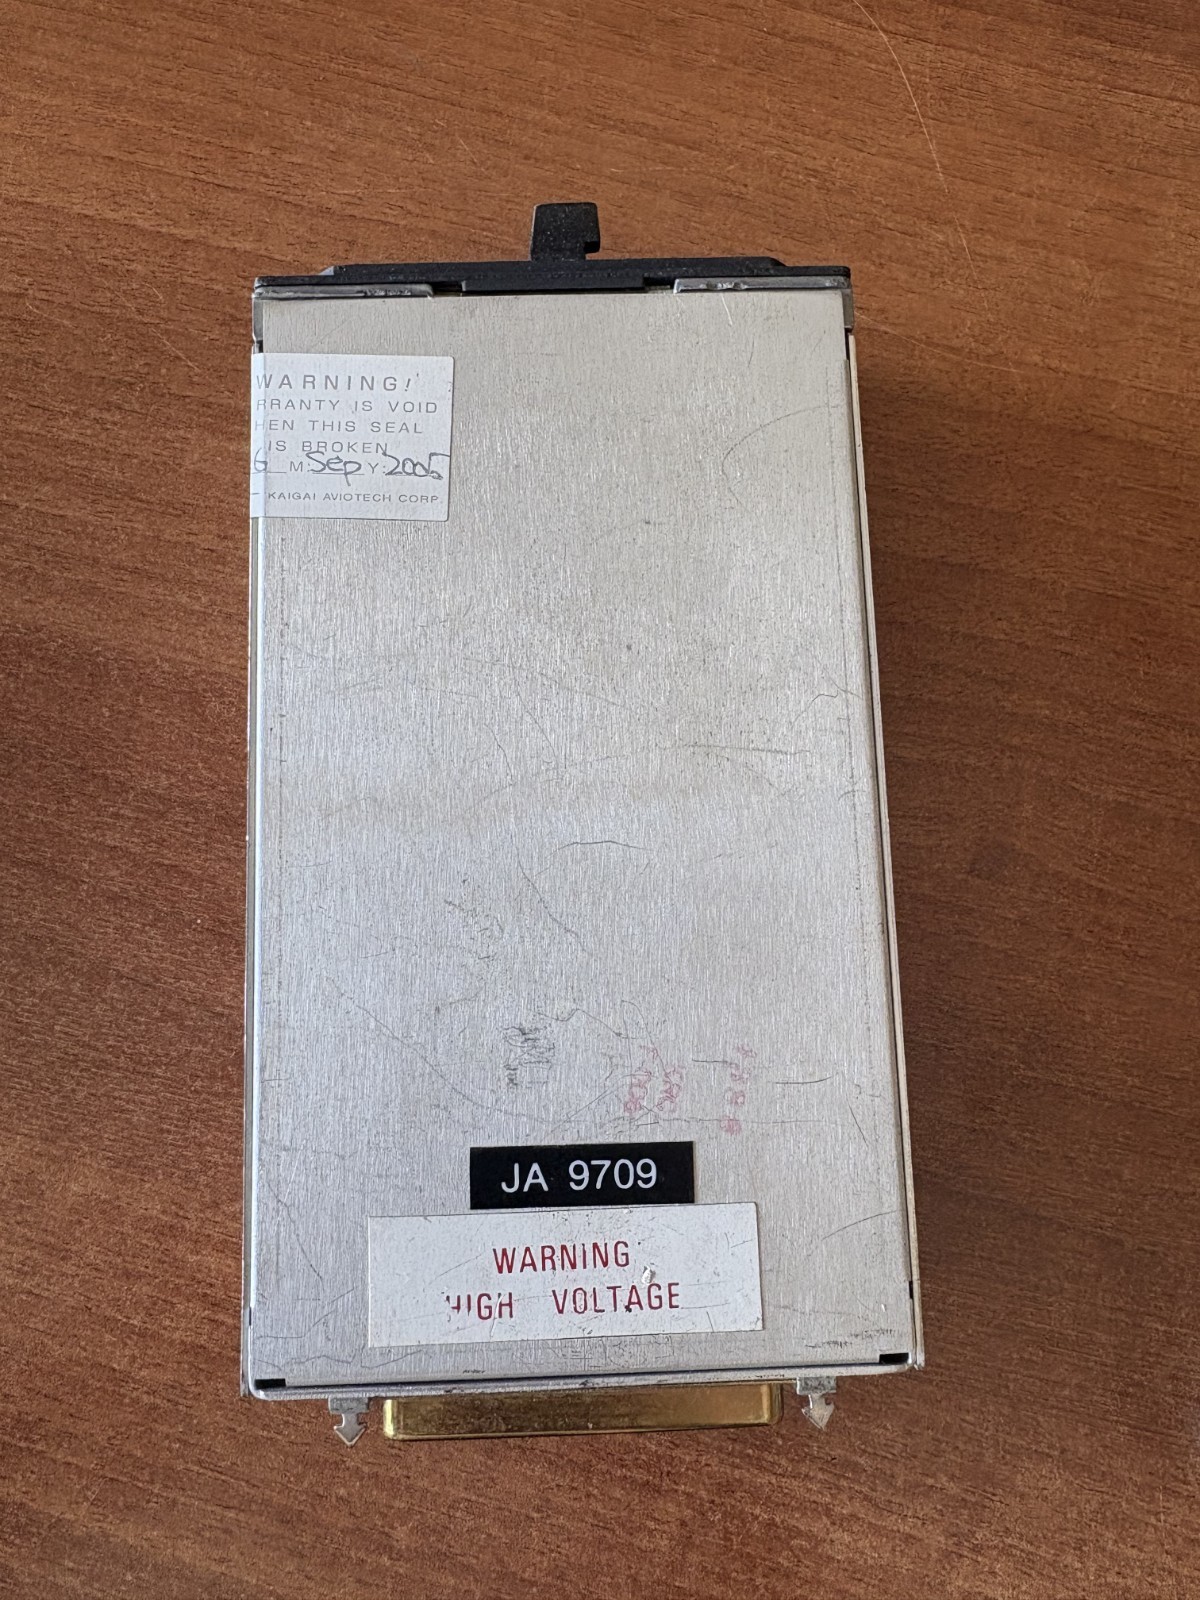 WARNING!
RRANTY IS VOID
HEN THIS SEAL
IS BROKEN
6 M: Sep Y: 2005
KAIGAI AVIOTECH CORP.
JA 9709
WARNING
HIGH VOLTAGE